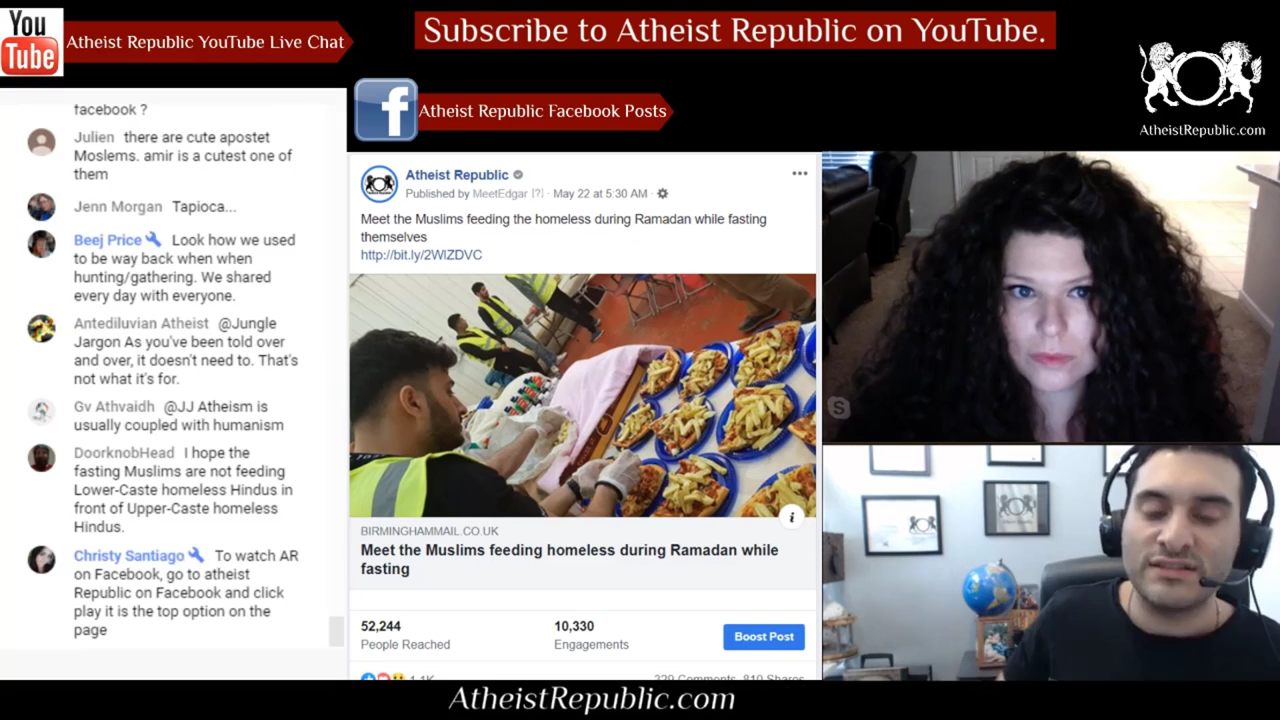 You
Tube
Atheist Republic YouTube Live Chat
Subscribe to Atheist Republic on YouTube.
AtheistRepublic.com
f
Atheist Republic Facebook Posts
facebook ?
Julien there are cute apostet
Moslems. amir is a cutest one of
them
Jenn Morgan Tapioca...
Beej Price Look how we used
to be way back when when
hunting/gathering. We shared
every day with everyone.
Antediluvian Atheist @Jungle
Jargon As you've been told over
and over, it doesn't need to. That's
not what it's for.
Gv Athvaidh @JJ Atheism is
usually coupled with humanism
DoorknobHead I hope the
fasting Muslims are not feeding
Lower-Caste homeless Hindus in
front of Upper-Caste homeless
Hindus.
Christy Santiago To watch AR
on Facebook, go to atheist
Republic on Facebook and click
play it is the top option on the
page
Atheist Republic
Published by MeetEdgar [?] · May 22 at 5:30 AM ·
Meet the Muslims feeding the homeless during Ramadan while fasting
themselves
http://bit.ly/2WlZDVC
i
BIRMINGHAMMAIL.CO.UK
Meet the Muslims feeding homeless during Ramadan while
fasting
52,244
People Reached
10,330
Engagements
Boost Post
1.1K
329 Comments 810 Shares
S
AtheistRepublic.com